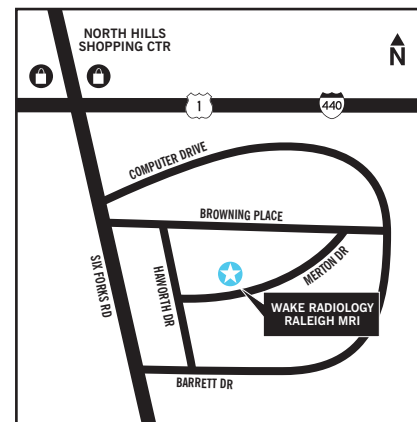 NORTH HILLS
SHOPPING CTR
N
1
440
COMPUTER DRIVE
BROWNING PLACE
SIX FORKS RD
HAWORTH DR
MERTON DR
WAKE RADIOLOGY
RALEIGH MRI
BARRETT DR